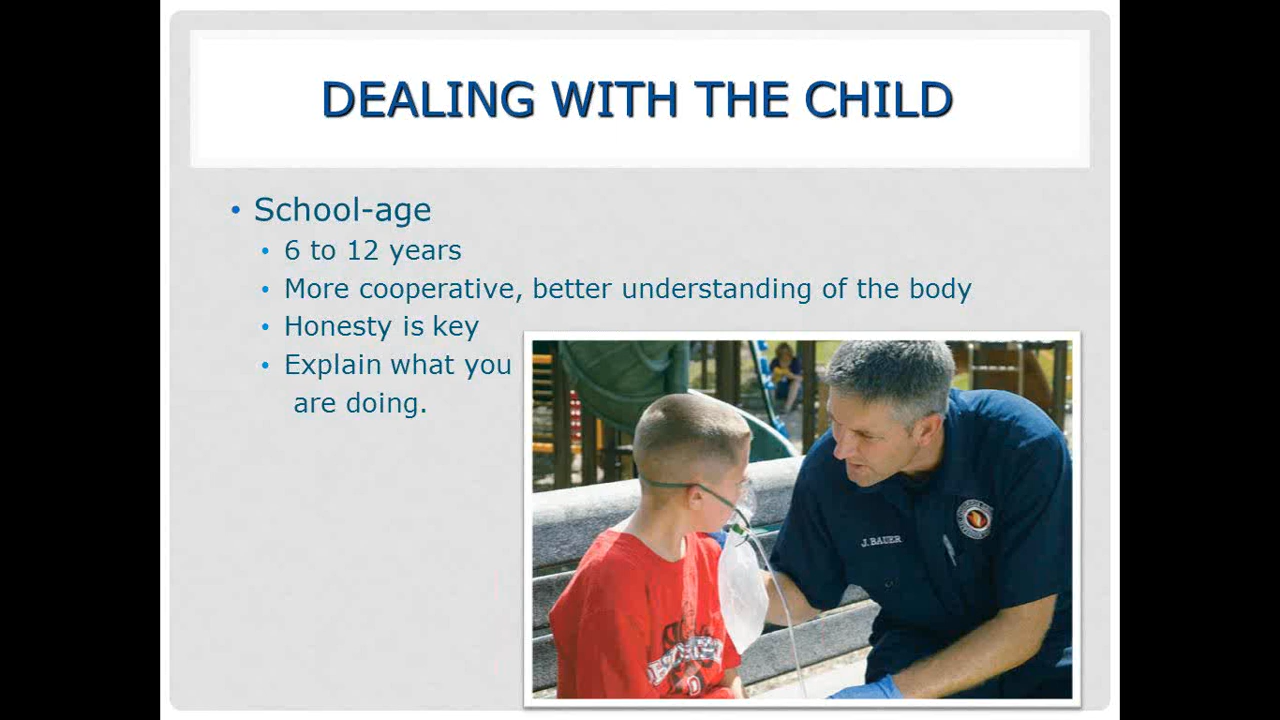 DEALING WITH THE CHILD
• School-age
• 6 to 12 years
• More cooperative, better understanding of the body
• Honesty is key
• Explain what you
are doing.
J. BAUER